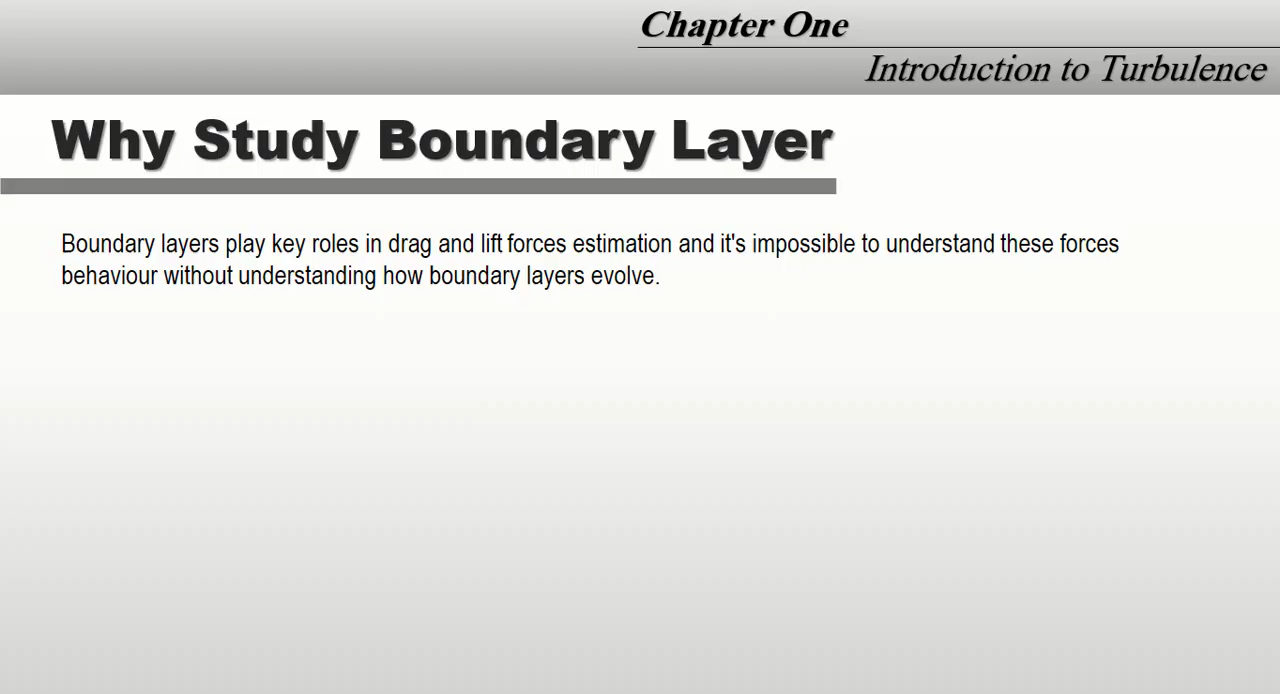 Chapter One
Introduction to Turbulence
Why Study Boundary Layer
Boundary layers play key roles in drag and lift forces estimation and it's impossible to understand these forces
behaviour without understanding how boundary layers evolve.